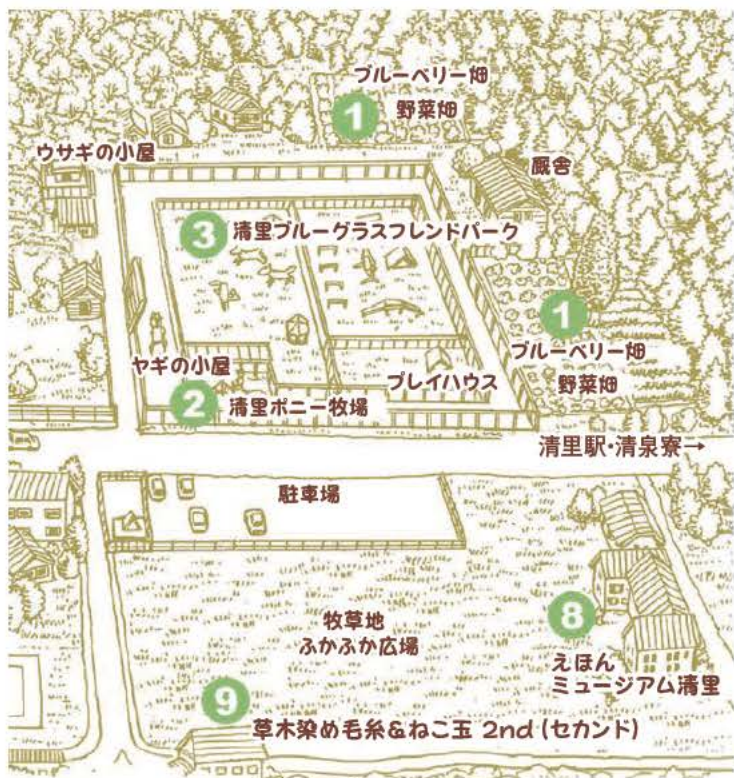 ブルーベリー畑
1
野菜畑
ウサギの小屋
厩舎
3 清里ブルーグラスフレンドパーク
1
ブルーベリー畑
野菜畑
ヤギの小屋
プレイハウス
2 清里ポニー牧場
清里駅・清泉寮→
駐車場
牧草地
ふかふか広場
8
えほん
ミュージアム清里
9
草木染め毛糸&ねこ玉 2nd (セカンド)